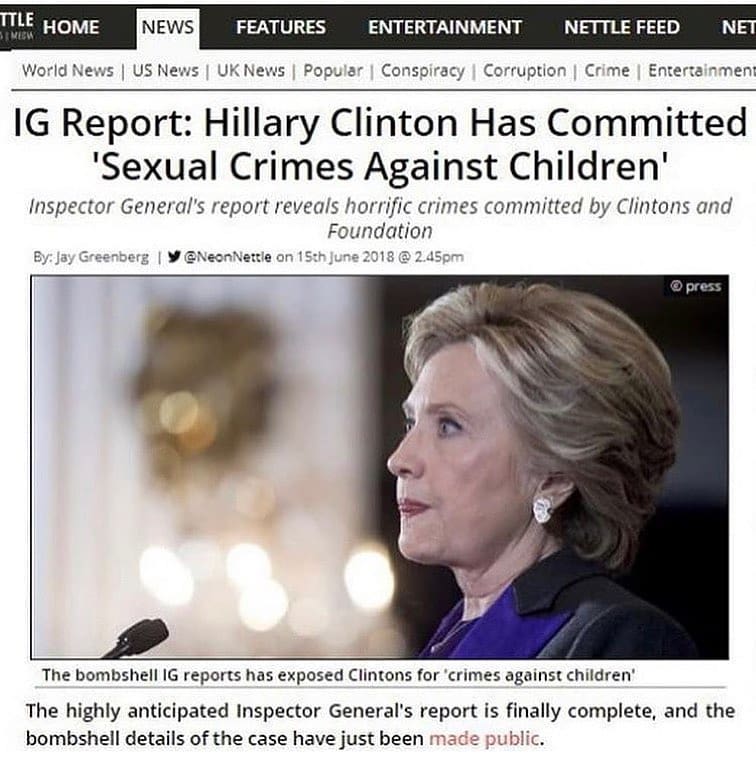 TTLE HOME NEWS FEATURES ENTERTAINMENT NETTLE FEED NET
World News | US News | UK News | Popular | Conspiracy | Corruption | Crime | Entertainment
IG Report: Hillary Clinton Has Committed
'Sexual Crimes Against Children'
Inspector General's report reveals horrific crimes committed by Clintons and
Foundation
By: Jay Greenberg | @NeonNettle on 15th June 2018 @ 2.45pm
© press
The bombshell IG reports has exposed Clintons for 'crimes against children'
The highly anticipated Inspector General's report is finally complete, and the
bombshell details of the case have just been made public.